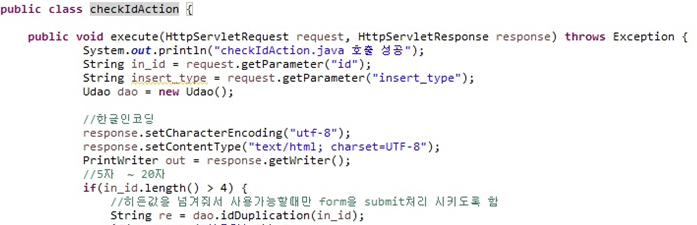 public class checkIdAction {
public void execute(HttpServletRequest request, HttpServletResponse response) throws Exception {
System.out.println("checkIdAction.java 호출 성공");
String in_id = request.getParameter("id");
String insert_type = request.getParameter("insert_type");
Udao dao = new Udao();
//한글인코딩
response.setCharacterEncoding("utf-8");
response.setContentType("text/html; charset=UTF-8");
PrintWriter out = response.getWriter();
//5자 ~ 20자
if(in_id.length() > 4) {
//히든값을 넘겨줘서 사용가능할때만 form을 submit처리 시키도록 함
String re = dao.idDuplication(in_id);